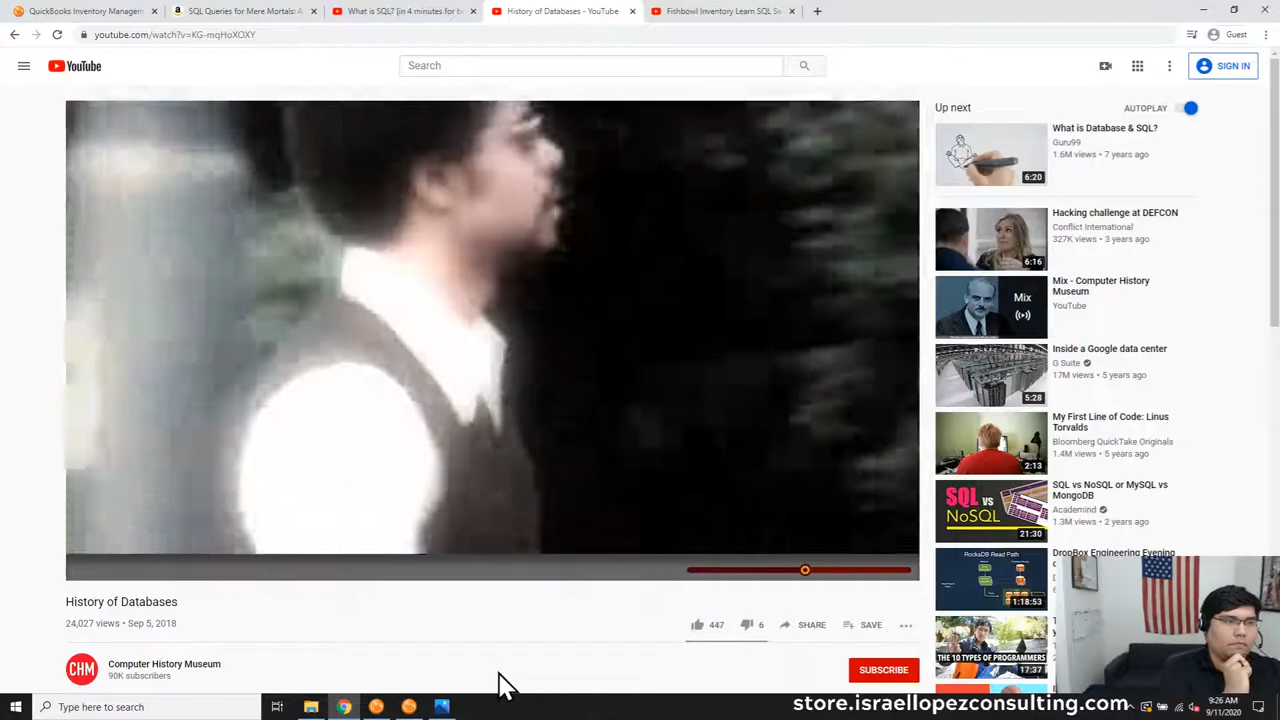 QuickBooks Inventory Managem
SQL Queries for Mere Mortals: A
What is SQL? [in 4 minutes for b
History of Databases - YouTube
Fishbowl Inventory Learn SQL Se
youtube.com/watch?v=KG-mqHoXOXY
Guest
YouTube
Search
SIGN IN
Up next
AUTOPLAY
What is Database & SQL?
Guru99
1.6M views • 7 years ago
6:20
Hacking challenge at DEFCON
Conflict International
327K views • 3 years ago
6:16
Mix - Computer History
Museum
YouTube
Mix
Inside a Google data center
G Suite
17M views • 5 years ago
5:28
My First Line of Code: Linus
Torvalds
Bloomberg QuickTake Originals
1.4M views • 5 years ago
2:13
SQL vs NoSQL or MySQL vs
MongoDB
Academind
1.3M views • 2 years ago
SQL
VS
NoSQL
21:30
DropBox Engineering Evening
RocksDB Read Path
1:18:53
THE 10 TYPES OF PROGRAMMERS
17:37
History of Databases
24,027 views • Sep 5, 2018
447
6
SHARE
SAVE
CHM
Computer History Museum
90K subscribers
SUBSCRIBE
Type here to search
store.israellopezconsulting.com
9:26 AM
9/11/2020